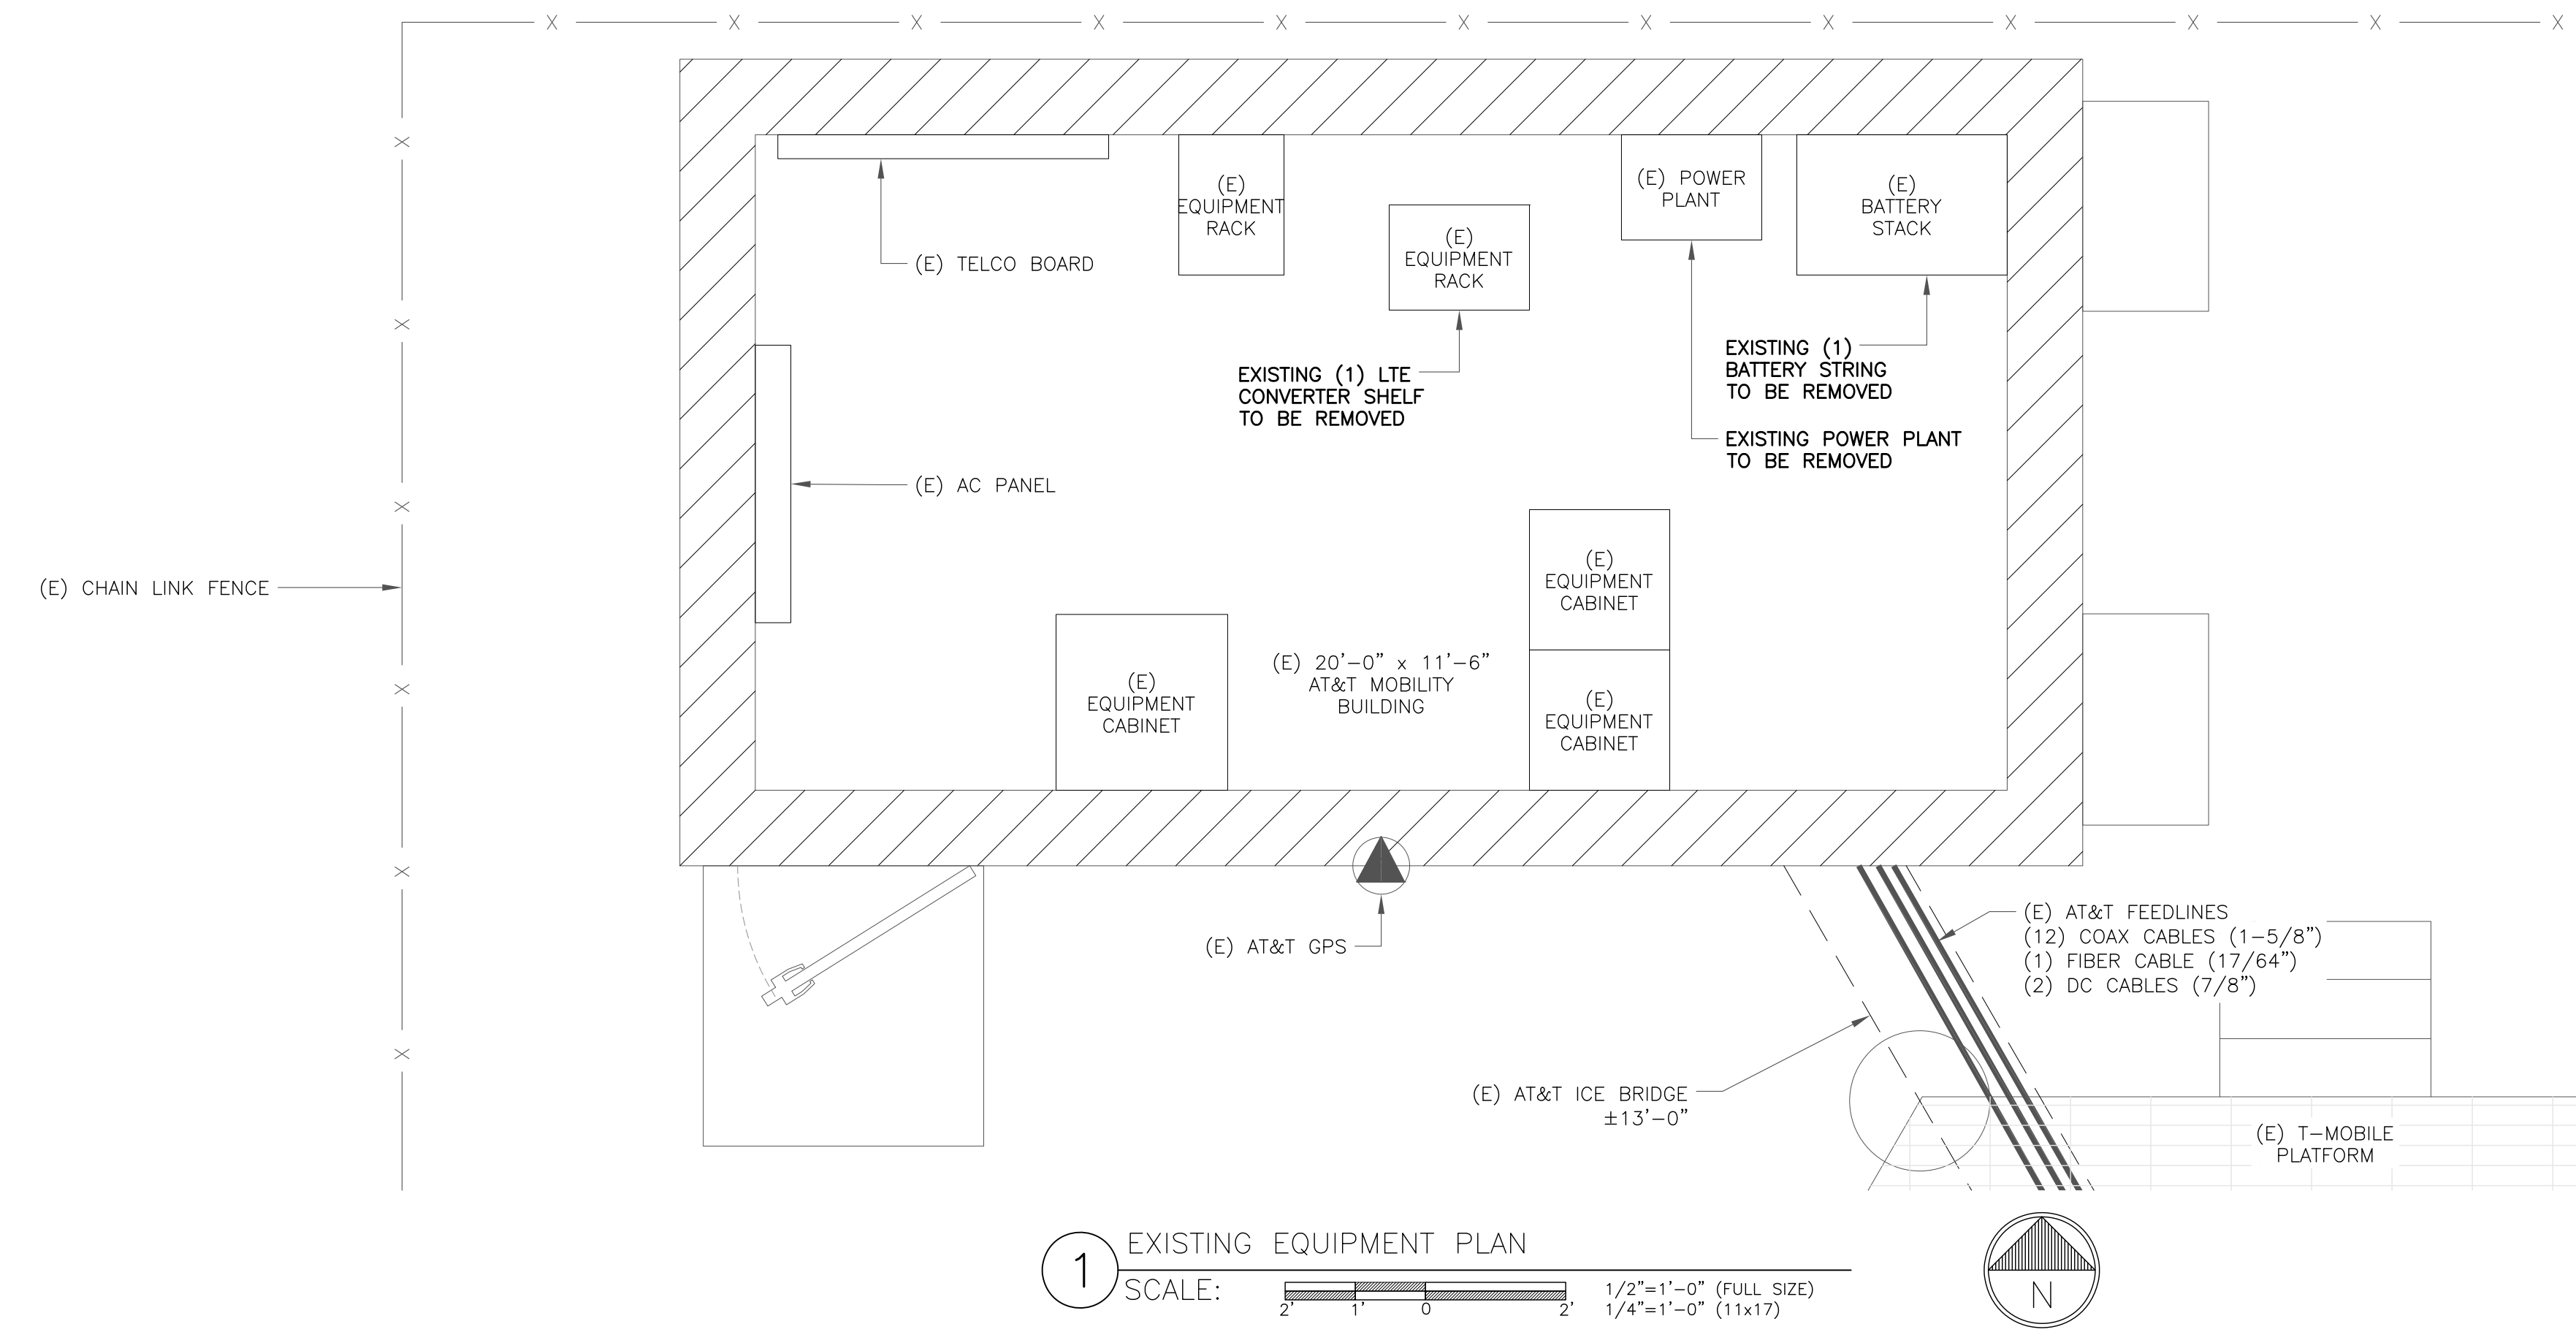 (E)
EQUIPMENT
RACK
(E) POWER
PLANT
(E)
BATTERY
STACK
(E)
EQUIPMENT
RACK
(E) TELCO BOARD
EXISTING (1) LTE
CONVERTER SHELF
TO BE REMOVED
EXISTING (1)
BATTERY STRING
TO BE REMOVED
EXISTING POWER PLANT
TO BE REMOVED
(E) AC PANEL
(E) CHAIN LINK FENCE
(E)
EQUIPMENT
CABINET
(E)
EQUIPMENT
CABINET
(E) 20'-0" x 11'-6"
AT&T MOBILITY
BUILDING
(E)
EQUIPMENT
CABINET
(E) AT&T GPS
(E) AT&T FEEDLINES
(12) COAX CABLES (1-5/8")
(1) FIBER CABLE (17/64")
(2) DC CABLES (7/8")
(E) AT&T ICE BRIDGE
±13'-0"
(E) T-MOBILE
PLATFORM
1
EXISTING EQUIPMENT PLAN
SCALE:
2' 1' 0 2'
1/2"=1'-0" (FULL SIZE)
1/4"=1'-0" (11x17)
N